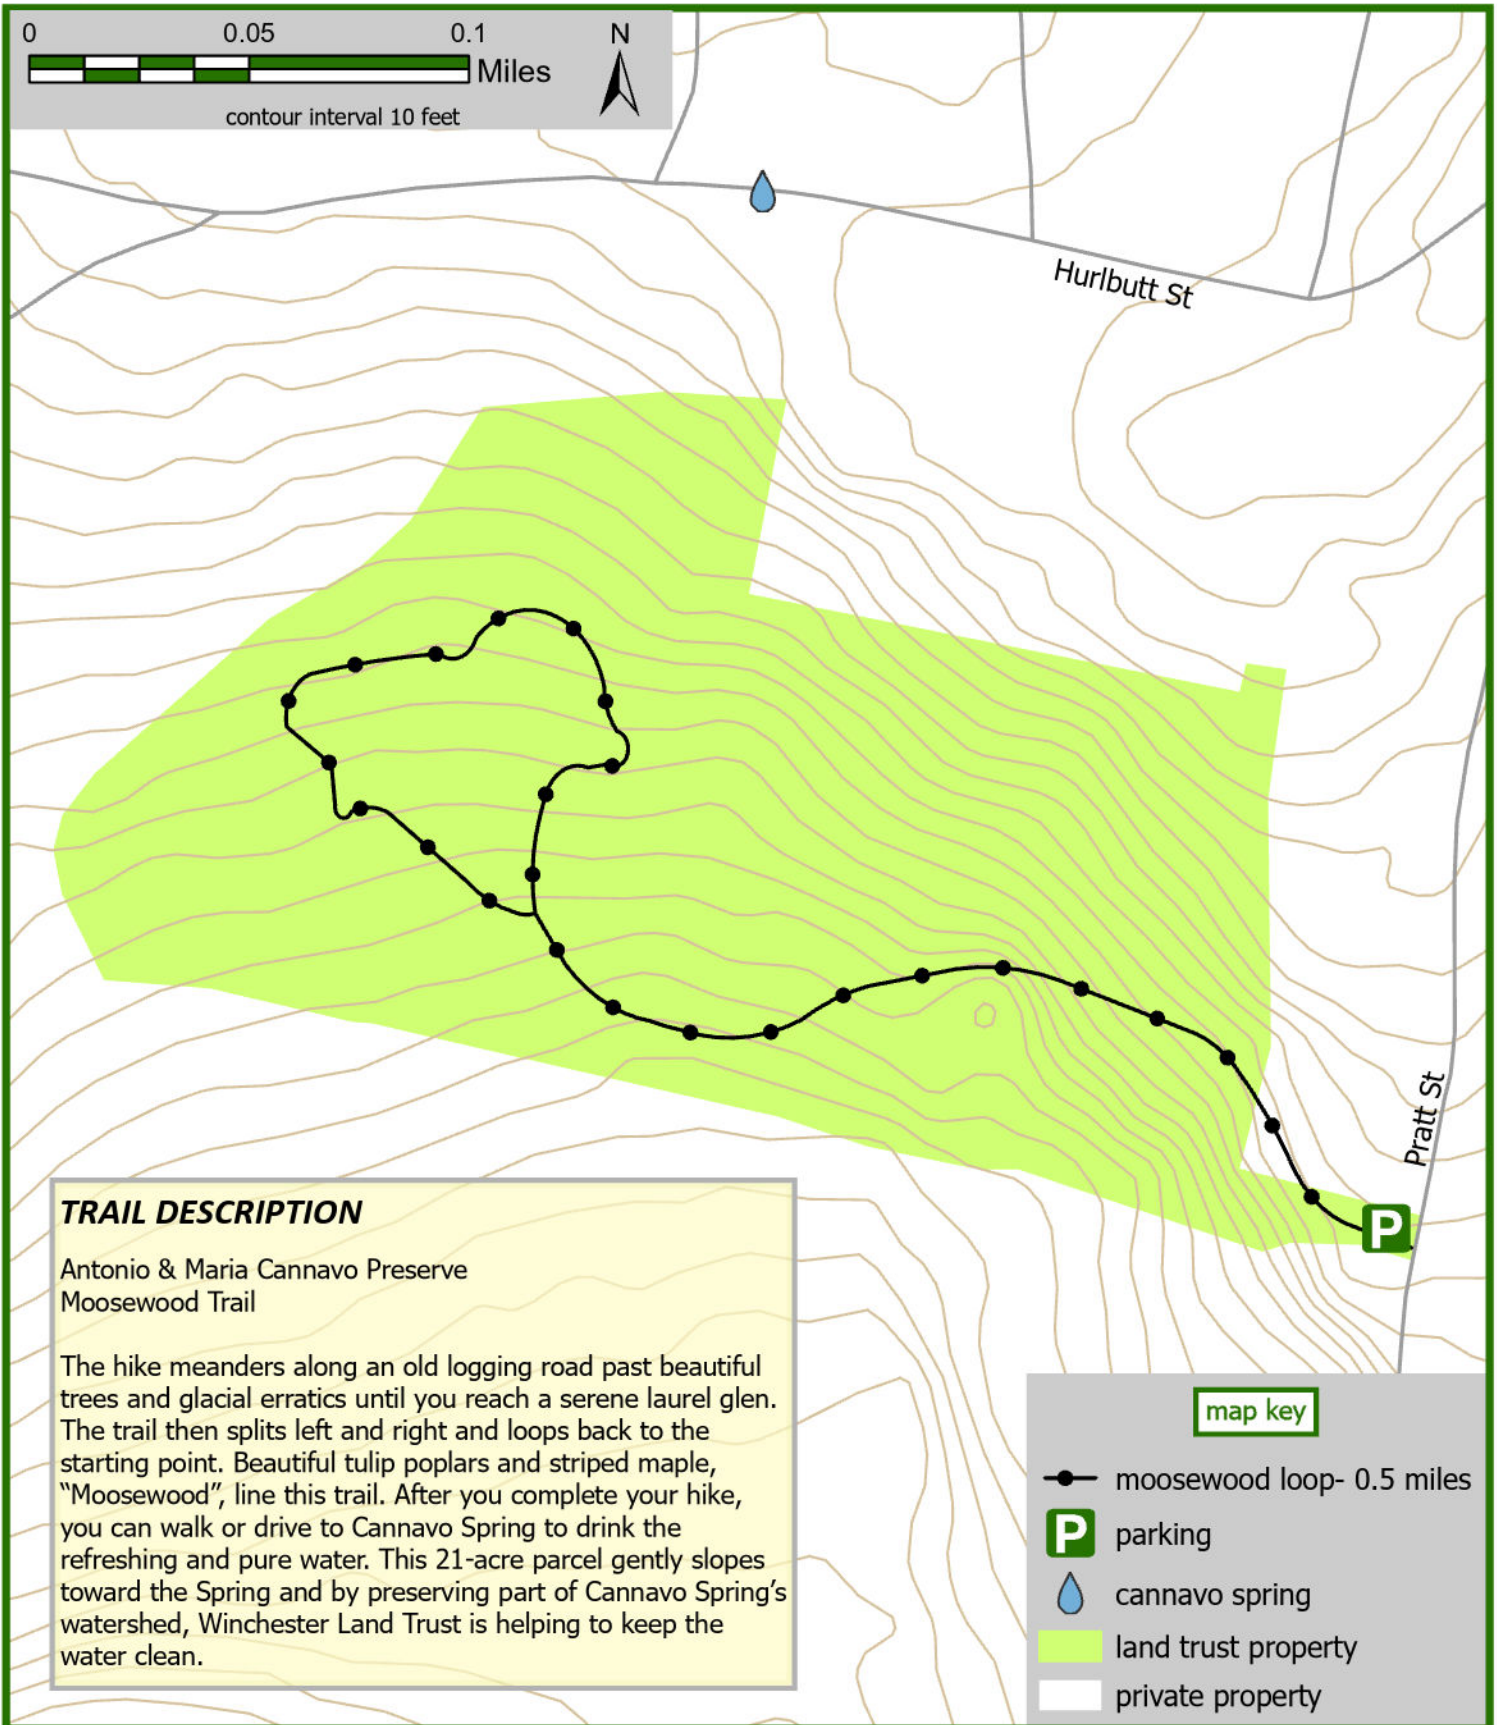 0 0.05 0.1 N
Miles
contour interval 10 feet
Hurlbutt St
Pratt St
P
TRAIL DESCRIPTION
Antonio & Maria Cannavo Preserve
Moosewood Trail
The hike meanders along an old logging road past beautiful
trees and glacial erratics until you reach a serene laurel glen.
The trail then splits left and right and loops back to the
starting point. Beautiful tulip poplars and striped maple,
“Moosewood”, line this trail. After you complete your hike,
you can walk or drive to Cannavo Spring to drink the
refreshing and pure water. This 21-acre parcel gently slopes
toward the Spring and by preserving part of Cannavo Spring’s
watershed, Winchester Land Trust is helping to keep the
water clean.
map key
moosewood loop- 0.5 miles
P parking
cannavo spring
land trust property
private property